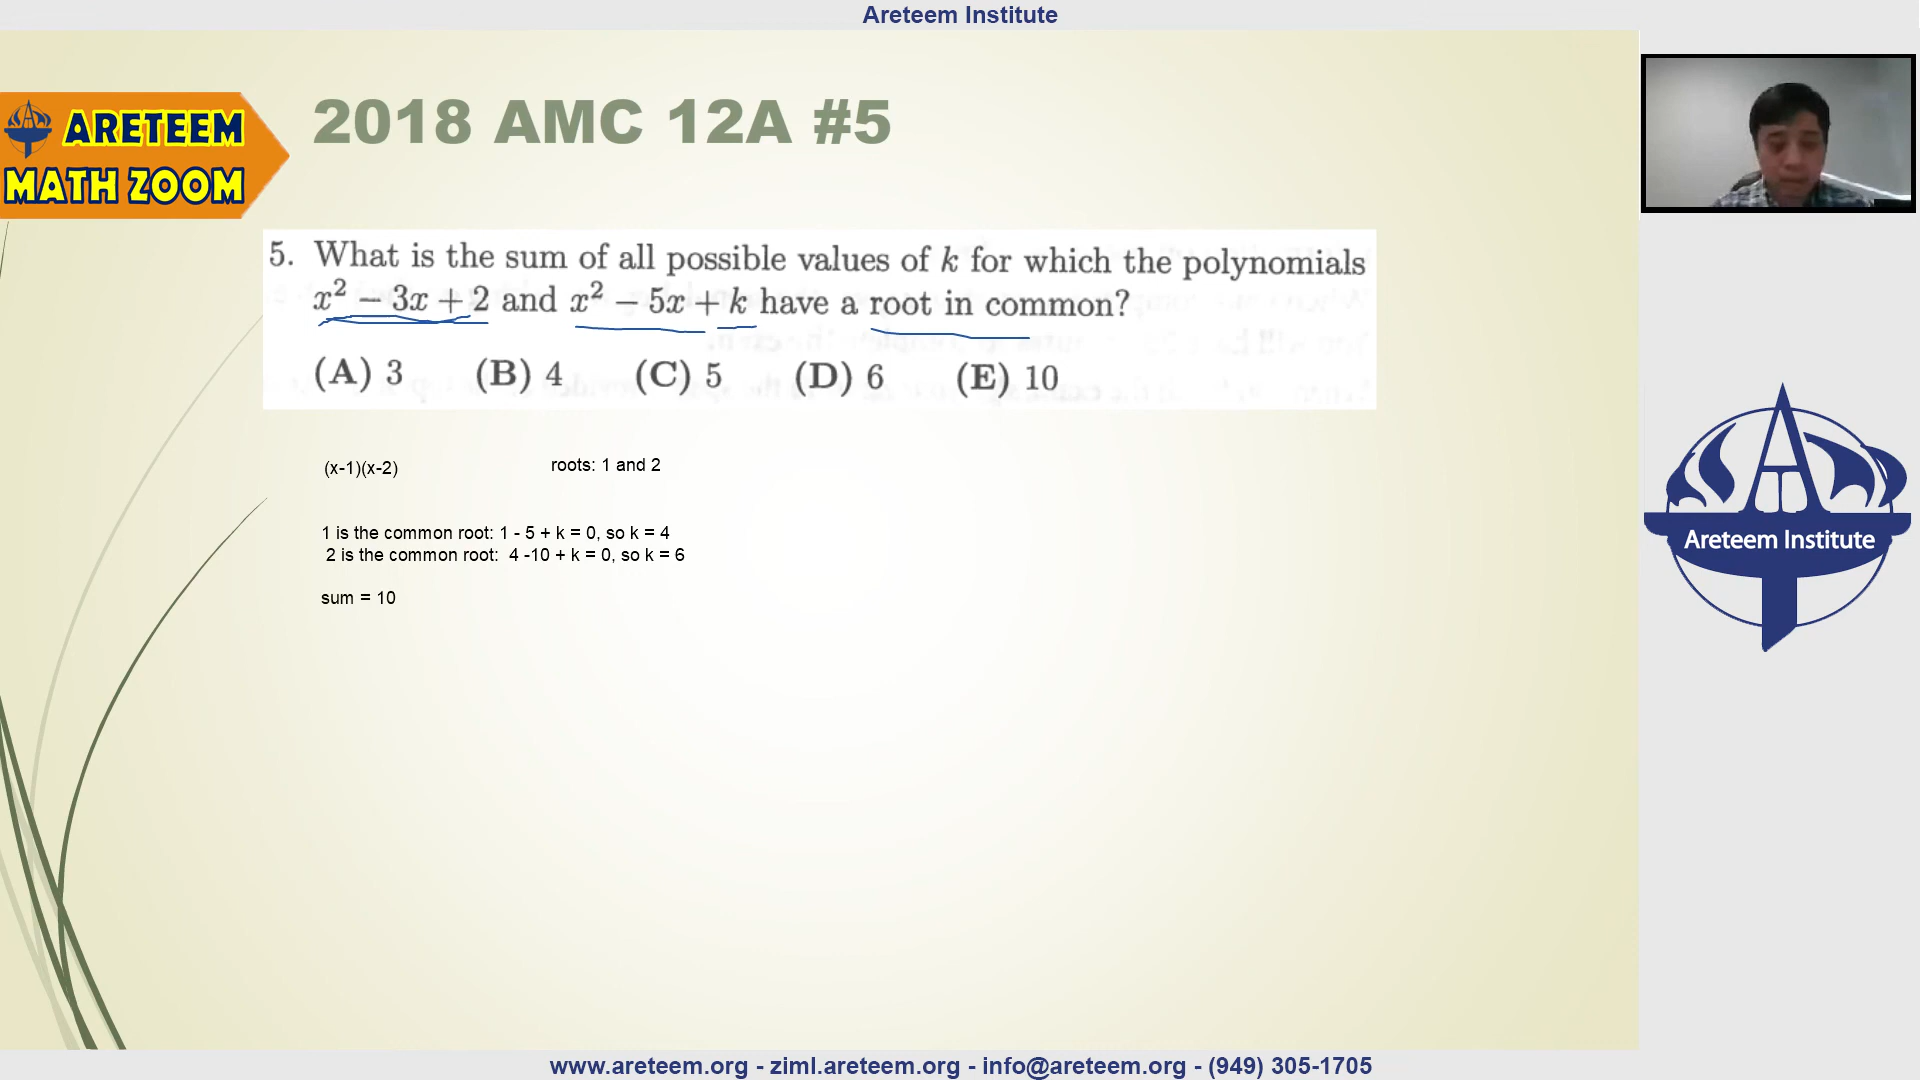 Areteem Institute
ARETEEM
MATH ZOOM
2018 AMC 12A #5
5. What is the sum of all possible values of k for which the polynomials
x² − 3x + 2 and x² − 5x + k have a root in common?
(A) 3 (B) 4 (C) 5 (D) 6 (E) 10
(x-1)(x-2) roots: 1 and 2
1 is the common root: 1 - 5 + k = 0, so k = 4
2 is the common root: 4 -10 + k = 0, so k = 6
sum = 10
Areteem Institute
www.areteem.org - ziml.areteem.org - info@areteem.org - (949) 305-1705